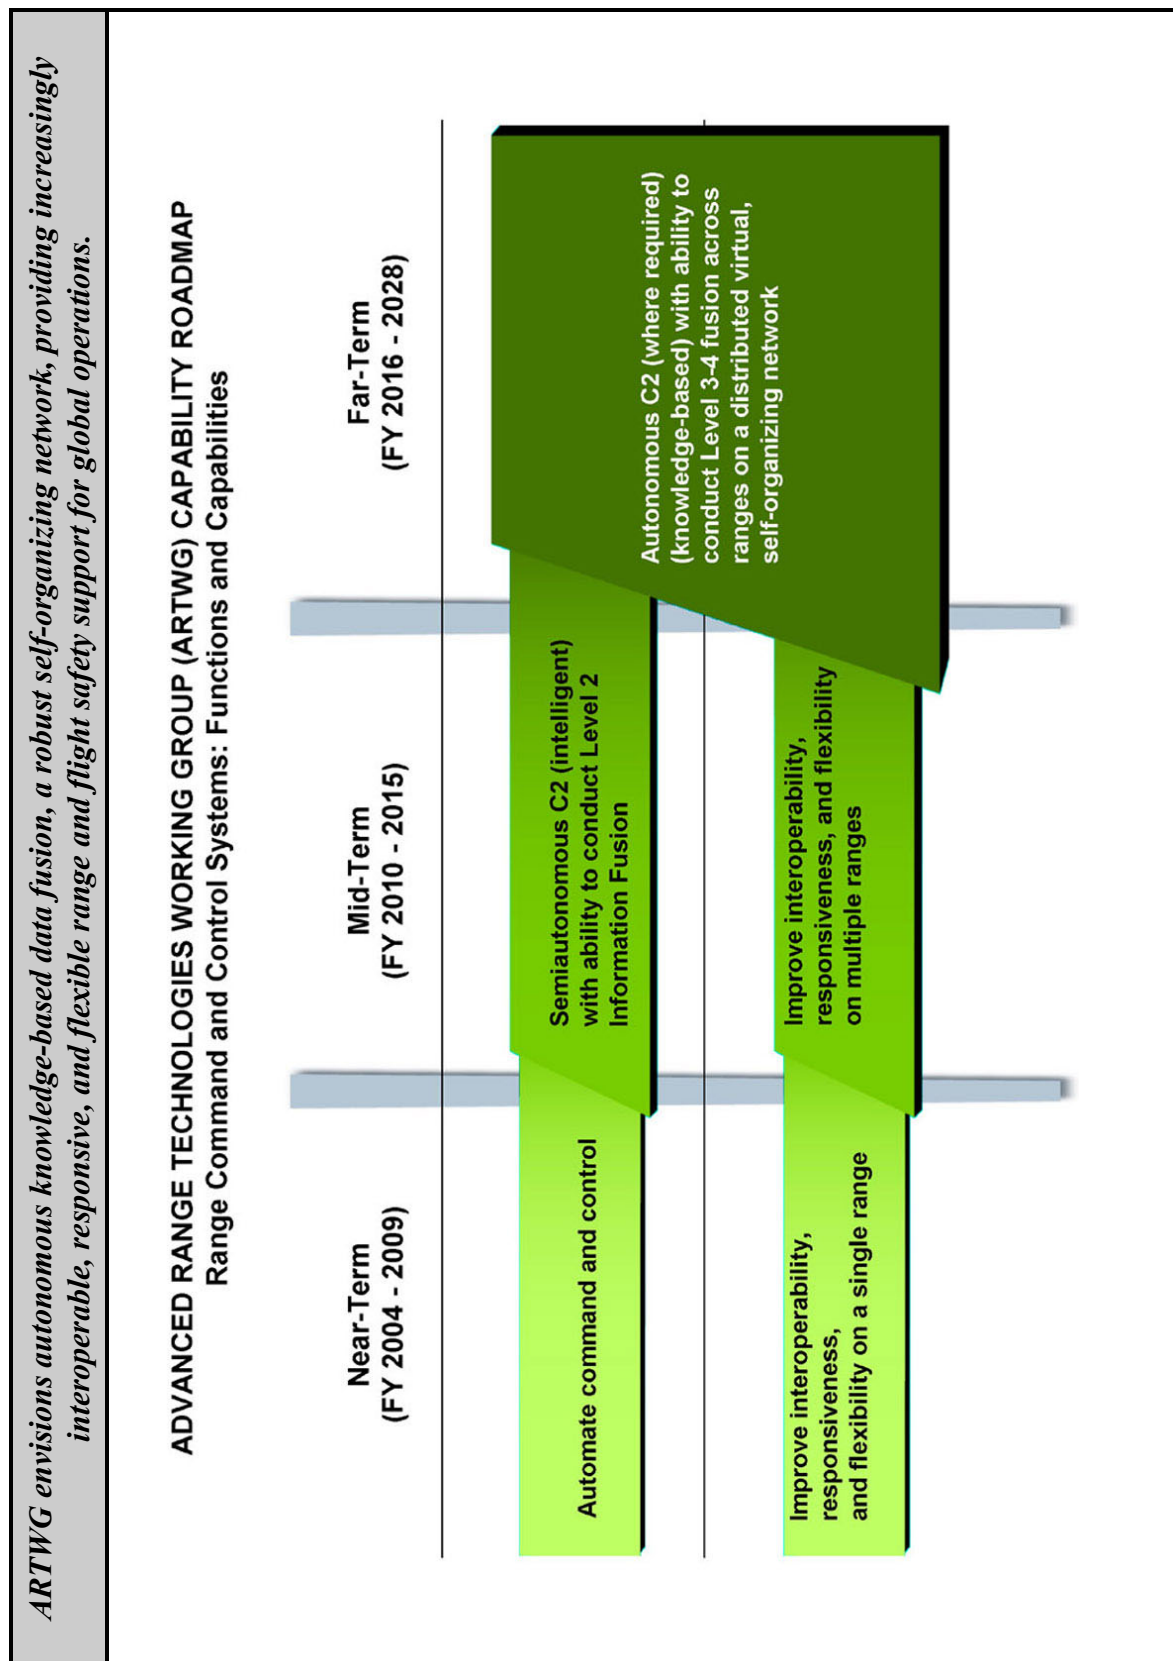 ARTWG envisions autonomous knowledge-based data fusion, a robust self-organizing network, providing increasingly
interoperable, responsive, and flexible range and flight safety support for global operations.
ADVANCED RANGE TECHNOLOGIES WORKING GROUP (ARTWG) CAPABILITY ROADMAP
Range Command and Control Systems: Functions and Capabilities
Near-Term
(FY 2004 - 2009)
Mid-Term
(FY 2010 - 2015)
Far-Term
(FY 2016 - 2028)
Automate command and control
Semiautonomous C2 (intelligent)
with ability to conduct Level 2
Information Fusion
Autonomous C2 (where required)
(knowledge-based) with ability to
conduct Level 3-4 fusion across
ranges on a distributed virtual,
self-organizing network
Improve interoperability,
responsiveness,
and flexibility on a single range
Improve interoperability,
responsiveness, and flexibility
on multiple ranges